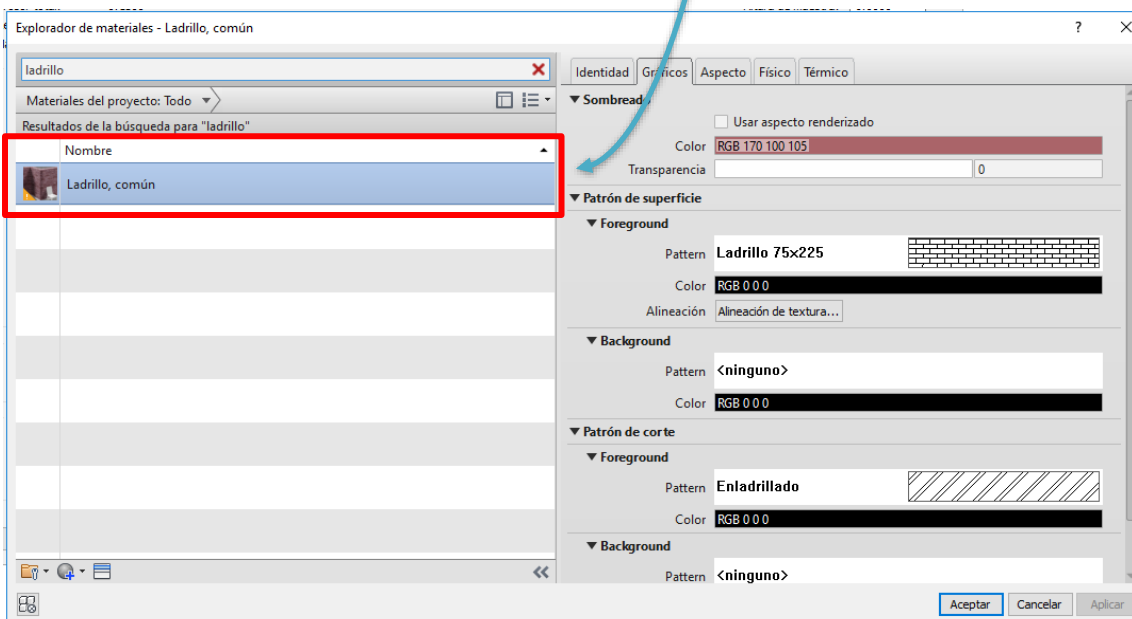 Explorador de materiales - Ladrillo, común
?
ladrillo
Materiales del proyecto: Todo
Resultados de la búsqueda para "ladrillo"
Nombre
Ladrillo, común
Identidad Gráficos Aspecto Físico Térmico
Sombreado
Usar aspecto renderizado
Color RGB 170 100 105
Transparencia 0
Patrón de superficie
Foreground
Pattern Ladrillo 75x225
Color RGB 0 0 0
Alineación Alineación de textura...
Background
Pattern <ninguno>
Color RGB 0 0 0
Patrón de corte
Foreground
Pattern Enladrillado
Color RGB 0 0 0
Background
Pattern <ninguno>
Aceptar Cancelar Aplicar